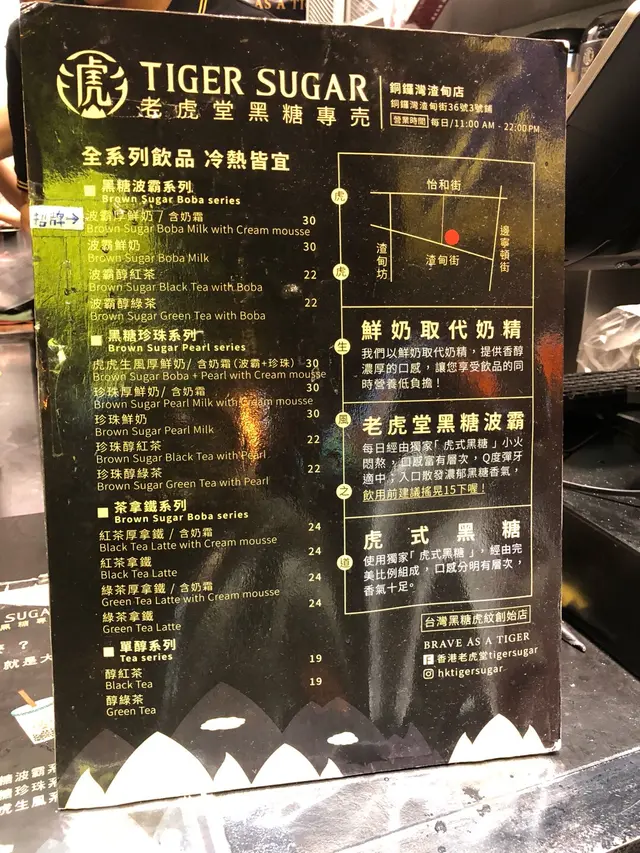 虎
TIGER SUGAR
老虎堂黑糖專売
銅鑼灣渣甸店
銅鑼灣渣甸街36號3號舖
營業時間 每日/11:00 AM - 22:00 PM
全系列飲品 冷熱皆宜
黑糖波霸系列
Brown Sugar Boba series
招牌→
波霸厚鮮奶 / 含奶霜 30
Brown Sugar Boba Milk with Cream mousse
波霸鮮奶 30
Brown Sugar Boba Milk
波霸醇紅茶 22
Brown Sugar Black Tea with Boba
波霸醇綠茶 22
Brown Sugar Green Tea with Boba
黑糖珍珠系列
Brown Sugar Pearl series
虎虎生風厚鮮奶/ 含奶霜 (波霸+珍珠) 30
Brown Sugar Boba + Pearl with Cream mousse
珍珠厚鮮奶/ 含奶霜 30
Brown Sugar Pearl Milk with Cream mousse
珍珠鮮奶 30
Brown Sugar Pearl Milk
珍珠醇紅茶 22
Brown Sugar Black Tea with Pearl
珍珠醇綠茶 22
Brown Sugar Green Tea with Pearl
茶拿鐵系列
Brown Sugar Boba series
紅茶厚拿鐵 / 含奶霜 24
Black Tea Latte with Cream mousse
紅茶拿鐵 24
Black Tea Latte
綠茶厚拿鐵 / 含奶霜 24
Green Tea Latte with Cream mousse
綠茶拿鐵 24
Green Tea Latte
單醇系列
Tea series
醇紅茶 19
Black Tea
醇綠茶 19
Green Tea
虎
虎
生
風
之
道
怡和街
渣甸坊
渣甸街
邊寧頓街
鮮奶取代奶精
我們以鮮奶取代奶精，提供香醇
濃厚的口感，讓您享受飲品的同
時營養低負擔！
老虎堂黑糖波霸
每日經由獨家「虎式黑糖」小火
悶熬，口感富有層次，Q度彈牙
適中，入口散發濃郁黑糖香氣，
飲用前建議搖晃15下喔！
虎式黑糖
使用獨家「虎式黑糖」，經由完
美比例組成，口感分明有層次，
香氣十足。
台灣黑糖虎紋創始店
BRAVE AS A TIGER
香港老虎堂tigersugar
hktigersugar
SUGAR
就是大